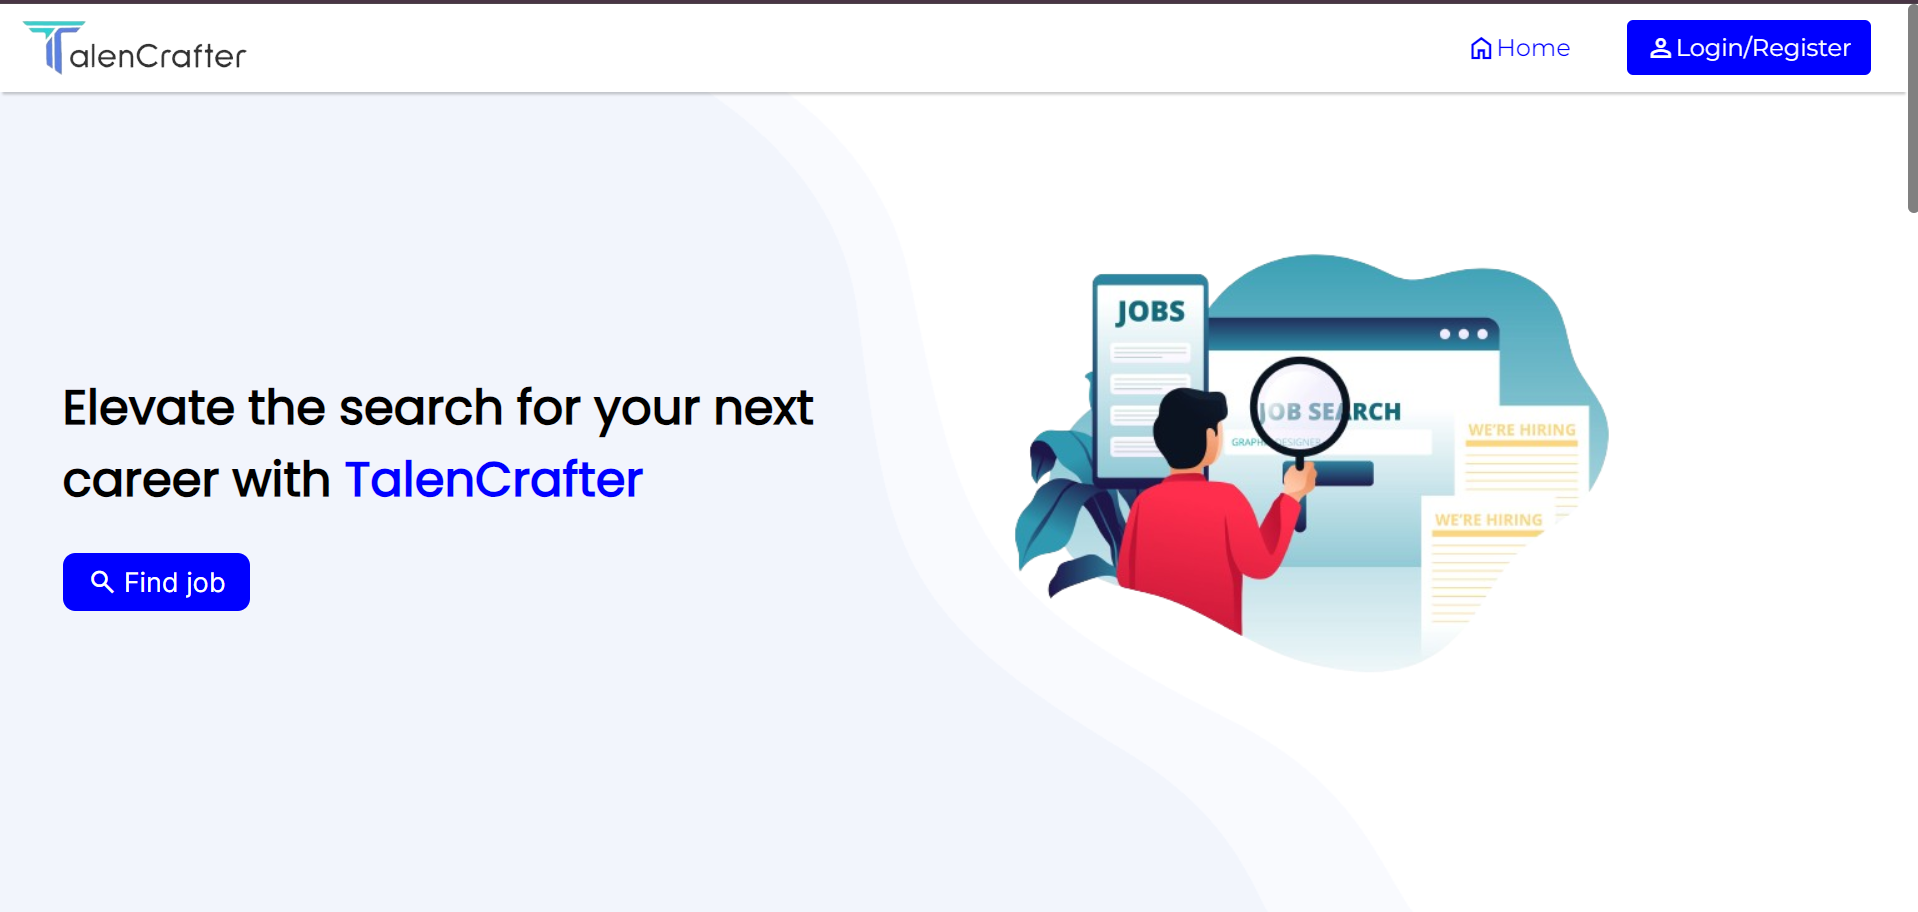 TalenCrafter
Home
Login/Register
Elevate the search for your next
career with TalenCrafter
Find job
JOBS
JOB SEARCH
GRAPHIC DESIGNER
WE'RE HIRING
WE'RE HIRING